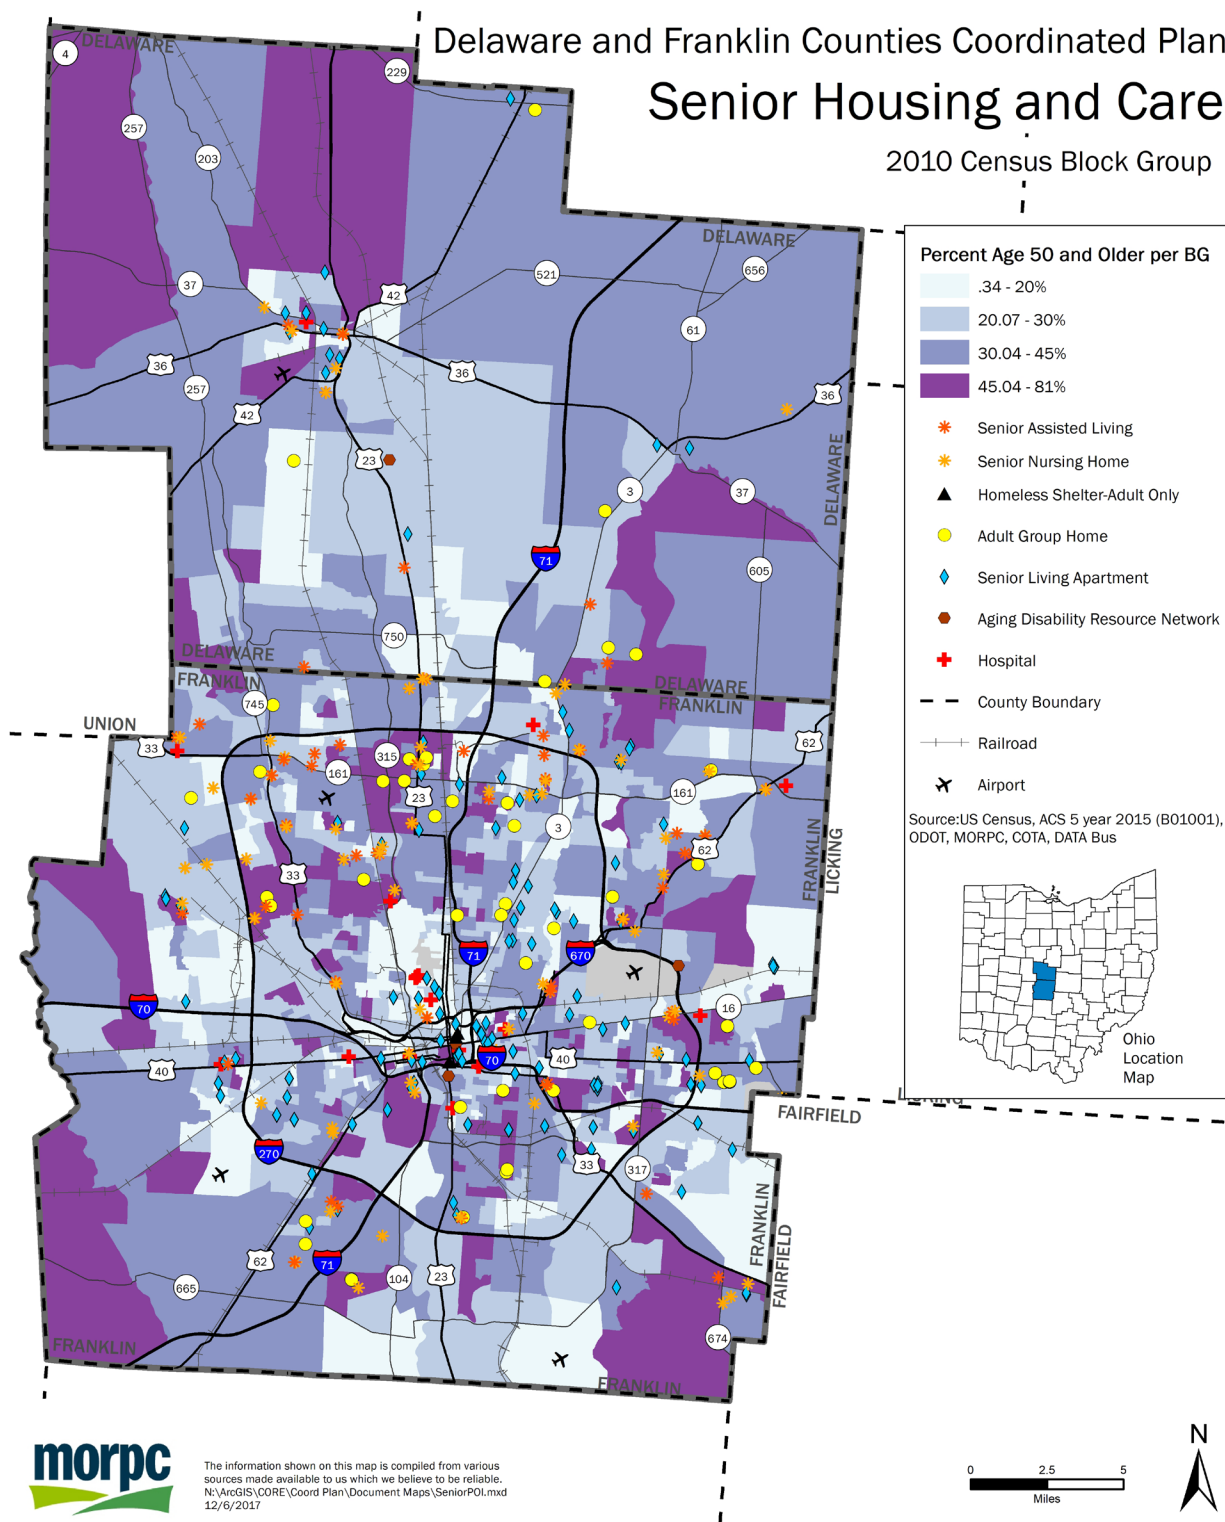 Delaware and Franklin Counties Coordinated Plan
Senior Housing and Care
2010 Census Block Group
DELAWARE
4
229
257
203
DELAWARE
656
521
37
42
61
36
257
42
36
36
DELAWARE
23
3
37
71
605
750
DELAWARE
FRANKLIN
DELAWARE
FRANKLIN
745
UNION
33
62
315
161
23
161
3
62
33
FRANKLIN
LICKING
71
670
70
16
40
70
40
FAIRFIELD
270
33
317
FRANKLIN
FAIRFIELD
62
71
104
23
665
674
FRANKLIN
FRANKLIN
Percent Age 50 and Older per BG
.34 - 20%
20.07 - 30%
30.04 - 45%
45.04 - 81%
Senior Assisted Living
Senior Nursing Home
Homeless Shelter-Adult Only
Adult Group Home
Senior Living Apartment
Aging Disability Resource Network
Hospital
County Boundary
Railroad
Airport
Source:US Census, ACS 5 year 2015 (B01001),
ODOT, MORPC, COTA, DATA Bus
Ohio
Location
Map
morpc
The information shown on this map is compiled from various
sources made available to us which we believe to be reliable.
N:\ArcGIS\CORE\Coord Plan\Document Maps\SeniorPOI.mxd
12/6/2017
N
0 2.5 5
Miles